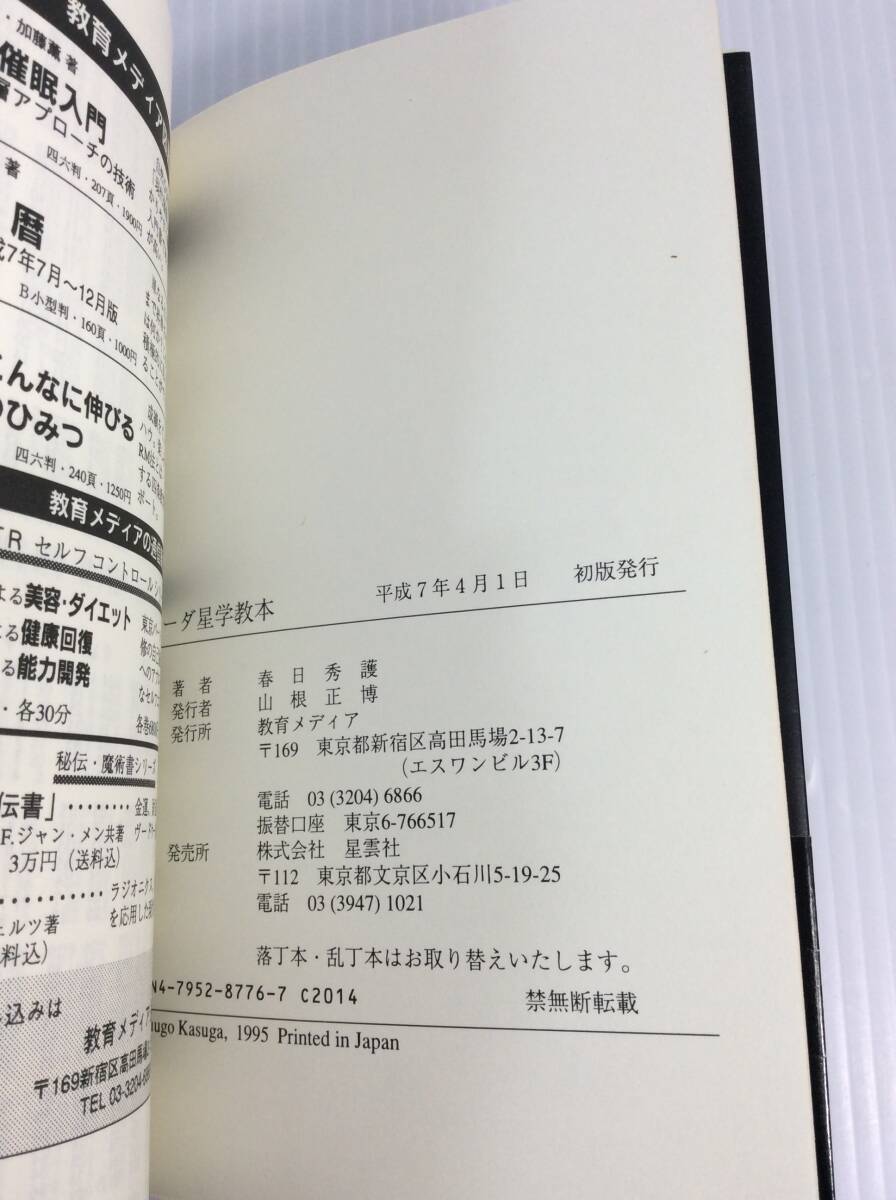 教育メディア
・加藤薫著
催眠入門
アプローチの技術
四六判・207頁・1900円
著
暦
7年7月〜12月版
B小型判・160頁・1000円
こんなに伸びる
のひみつ
四六判・240頁・1250円
教育メディアの通
TR セルフコントロール
よる美容・ダイエット
よる健康回復
る能力開発
・各30分
秘伝・魔術書シリーズ
伝書」………
F.ジャン・メン共著
3万円（送料込）
ラジオニクス
を応用した
ェルツ著
料込）
込みは
教育メディア
〒169新宿区高田馬場
TEL 03-3204-6866
ーダ星学教本
平成7年4月1日 初版発行
著者 春日秀護
発行者 山根正博
発行所 教育メディア
〒169 東京都新宿区高田馬場2-13-7
(エスワンビル3F)
電話 03 (3204) 6866
振替口座 東京6-766517
発売所 株式会社 星雲社
〒112 東京都文京区小石川5-19-25
電話 03 (3947) 1021
落丁本・乱丁本はお取り替えいたします。
N4-7952-8776-7 C2014
禁無断転載
ugo Kasuga, 1995 Printed in Japan